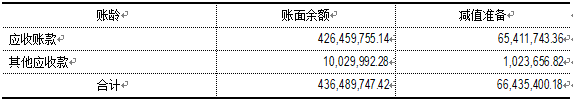 账龄 账面余额 减值准备
应收账款 426,459,755.14 65,411,743.36
其他应收款 10,029,992.28 1,023,656.82
合计 436,489,747.42 66,435,400.18